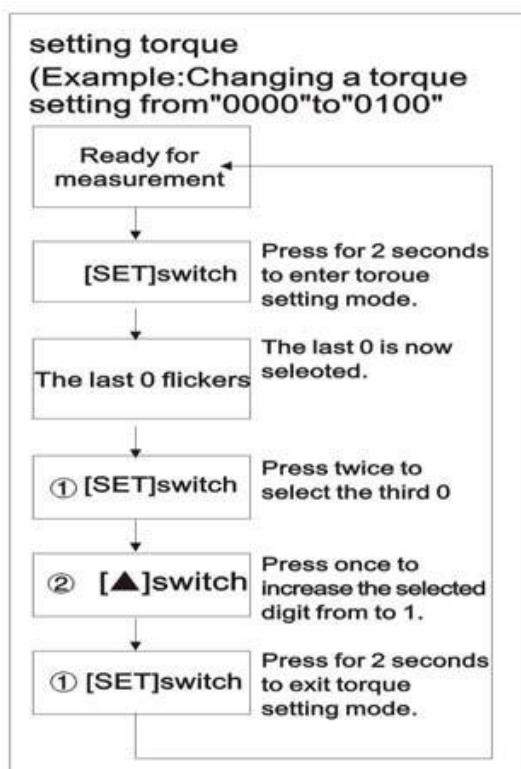 setting torque
(Example:Changing a torque
setting from"0000"to"0100"
Ready for
measurement
[SET]switch
Press for 2 seconds
to enter toroue
setting mode.
The last 0 flickers
The last 0 is now
seleoted.
① [SET]switch
Press twice to
select the third 0
② [▲]switch
Press once to
increase the selected
digit from to 1.
① [SET]switch
Press for 2 seconds
to exit torque
setting mode.